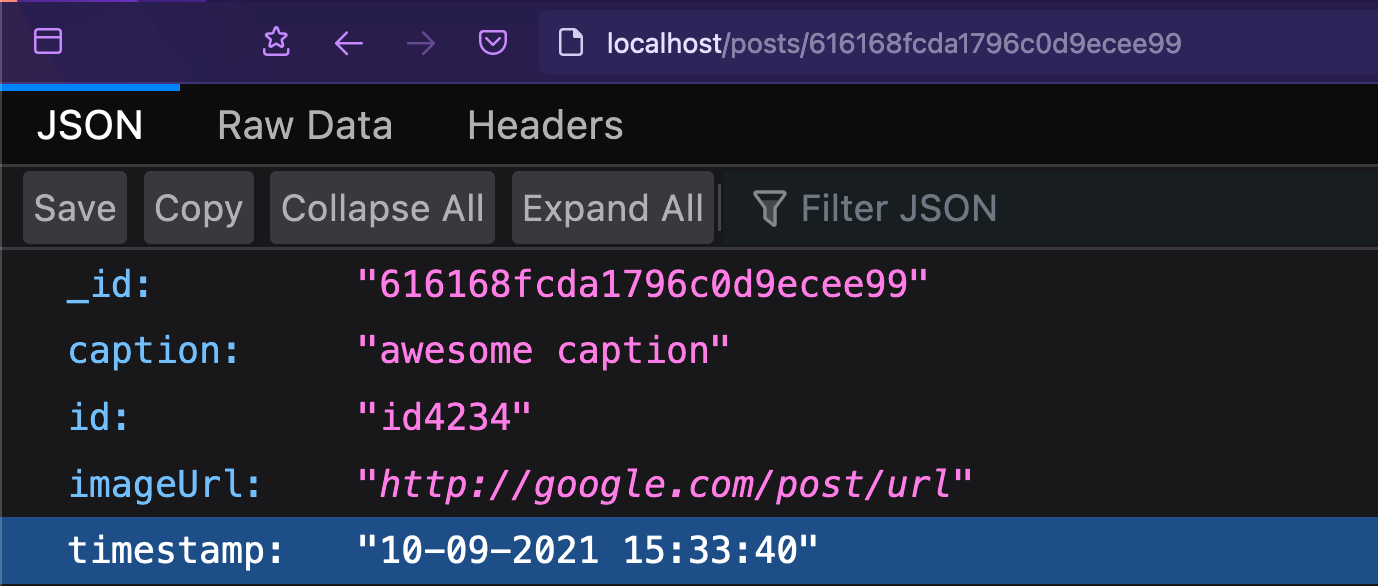 localhost/posts/616168fcda1796c0d9ecee99
JSON Raw Data Headers
Save Copy Collapse All Expand All Filter JSON
_id: "616168fcda1796c0d9ecee99"
caption: "awesome caption"
id: "id4234"
imageUrl: "http://google.com/post/url"
timestamp: "10-09-2021 15:33:40"